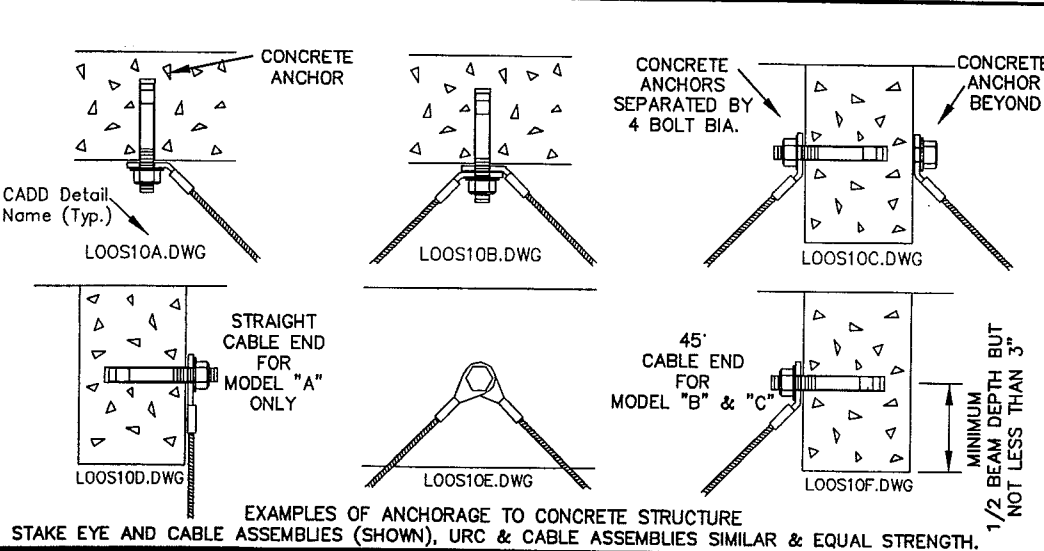 CONCRETE
ANCHOR
CADD Detail
Name (Typ.)
LOOS10A.DWG
LOOS10B.DWG
CONCRETE
ANCHORS
SEPARATED BY
4 BOLT BIA.
CONCRETE
ANCHOR
BEYOND
LOOS10C.DWG
STRAIGHT
CABLE END
FOR
MODEL "A"
ONLY
LOOS10D.DWG
LOOS10E.DWG
45°
CABLE END
FOR
MODEL "B" & "C"
LOOS10F.DWG
MINIMUM
1/2 BEAM DEPTH BUT
NOT LESS THAN 3"
EXAMPLES OF ANCHORAGE TO CONCRETE STRUCTURE
STAKE EYE AND CABLE ASSEMBLIES (SHOWN), URC & CABLE ASSEMBLIES SIMILAR & EQUAL STRENGTH.